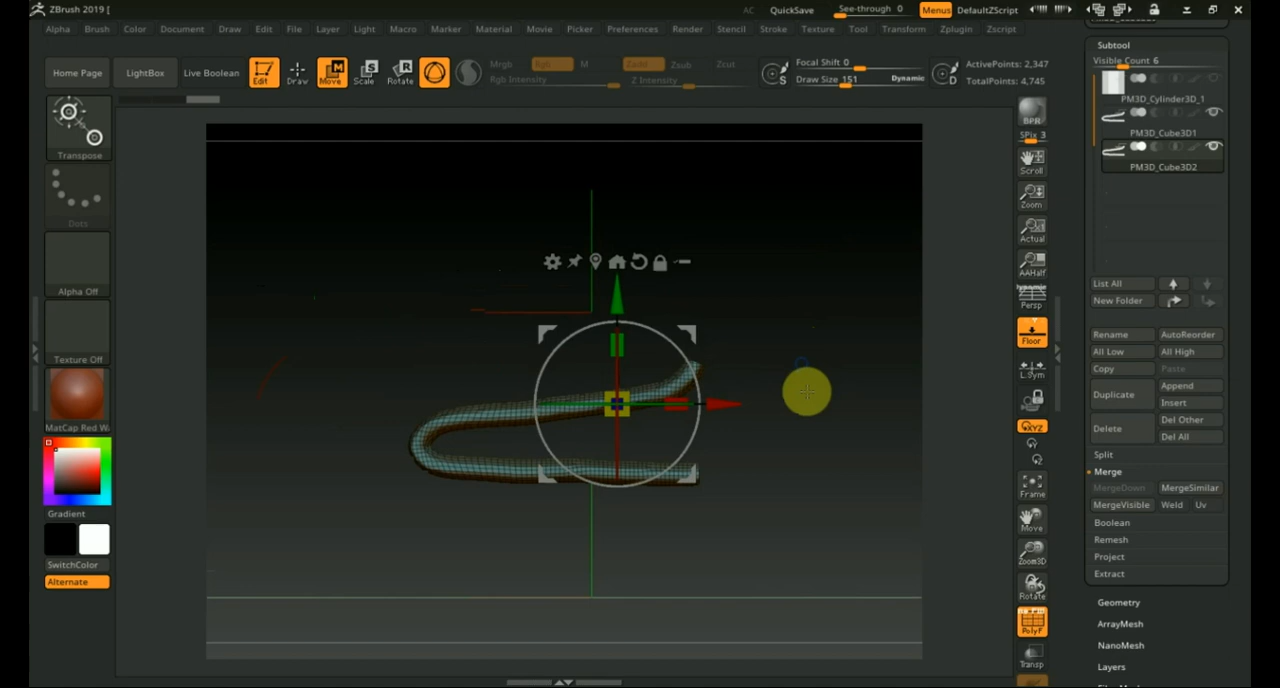 ZBrush 2019 [
AC QuickSave See-through 0 Menus DefaultZScript
Alpha Brush Color Document Draw Edit File Layer Light Macro Marker Material Movie Picker Preferences Render Stencil Stroke Texture Tool Transform Zplugin Zscript
Home Page LightBox Live Boolean Edit Draw Move Scale Rotate
Mrgb Rgb M Zadd Zsub Zcut
Rgb Intensity Z Intensity
Focal Shift 0
Draw Size 151 Dynamic
ActivePoints: 2,347
TotalPoints: 4,745
Transpose
Dots
Alpha Off
Texture Off
MatCap Red Wa
Gradient
SwitchColor
Alternate
BPR
SPix 3
Scroll
Zoom
Actual
AAHalf
Dynamic
Persp
Floor
L.Sym
XYZ
Frame
Move
Zoom3D
Rotate
PolyF
Transp
Subtool
Visible Count 6
PM3D_Cylinder3D_1
PM3D_Cube3D1
PM3D_Cube3D2
List All
New Folder
Rename AutoReorder
All Low All High
Copy Paste
Duplicate Append
Insert
Delete Del Other
Del All
Split
Merge
MergeDown MergeSimilar
MergeVisible Weld Uv
Boolean
Remesh
Project
Extract
Geometry
ArrayMesh
NanoMesh
Layers